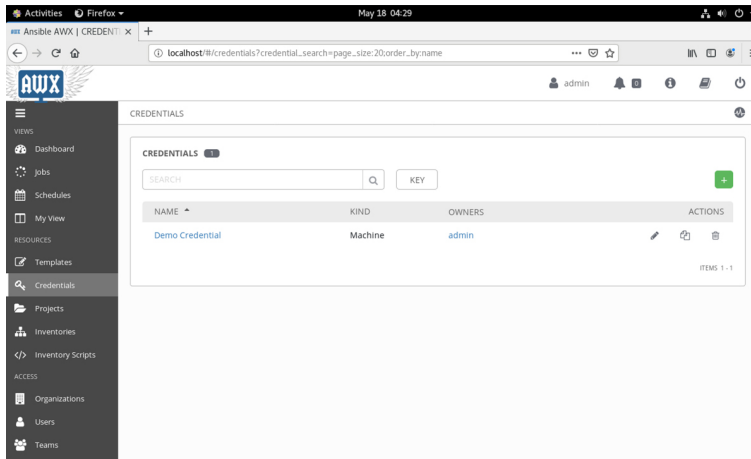 Activities Firefox May 18 04:29
Ansible AWX | CREDENTI
localhost/#/credentials?credential_search=page_size:20;order_by:name
AWX admin 0
CREDENTIALS
VIEWS
Dashboard
Jobs
Schedules
My View
RESOURCES
Templates
Credentials
Projects
Inventories
Inventory Scripts
ACCESS
Organizations
Users
Teams
CREDENTIALS 1
SEARCH KEY +
NAME KIND OWNERS ACTIONS
Demo Credential Machine admin
ITEMS 1 - 1